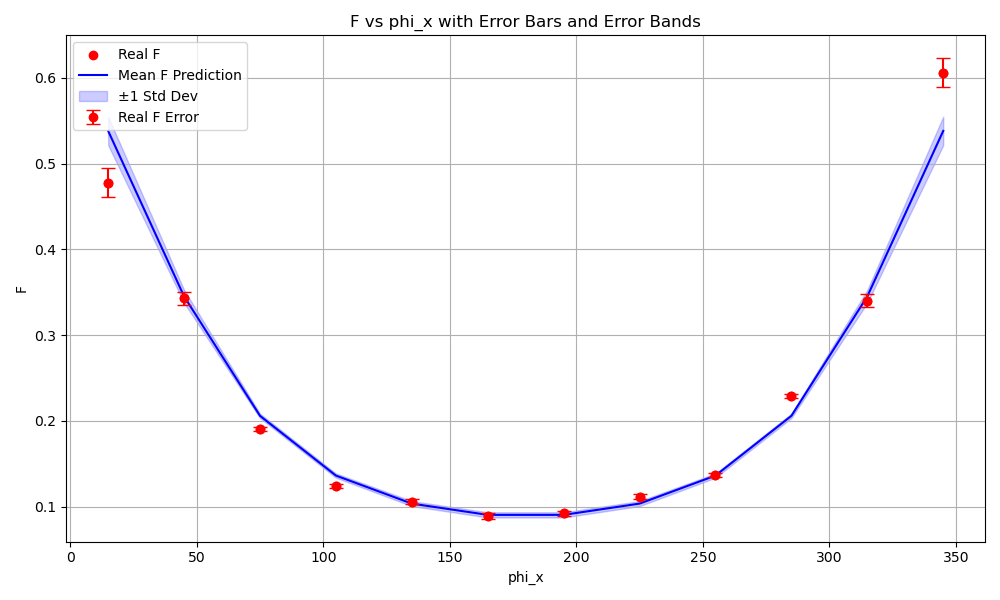 F vs phi_x with Error Bars and Error Bands
Real F
Mean F Prediction
±1 Std Dev
Real F Error
F
0.6
0.5
0.4
0.3
0.2
0.1
0 50 100 150 200 250 300 350
phi_x